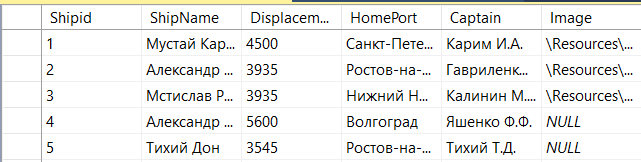 Shipid ShipName Displacem... HomePort Captain Image
1 Мустай Кар... 4500 Санкт-Пете... Карим И.А. \Resources\...
2 Александр ... 3935 Ростов-на-... Гавриленк... \Resources\...
3 Мстислав Р... 3935 Нижний Н... Калинин М.... \Resources\...
4 Александр ... 5600 Волгоград Яшенко Ф.Ф. NULL
5 Тихий Дон 3545 Ростов-на-... Тихий Т.Д. NULL